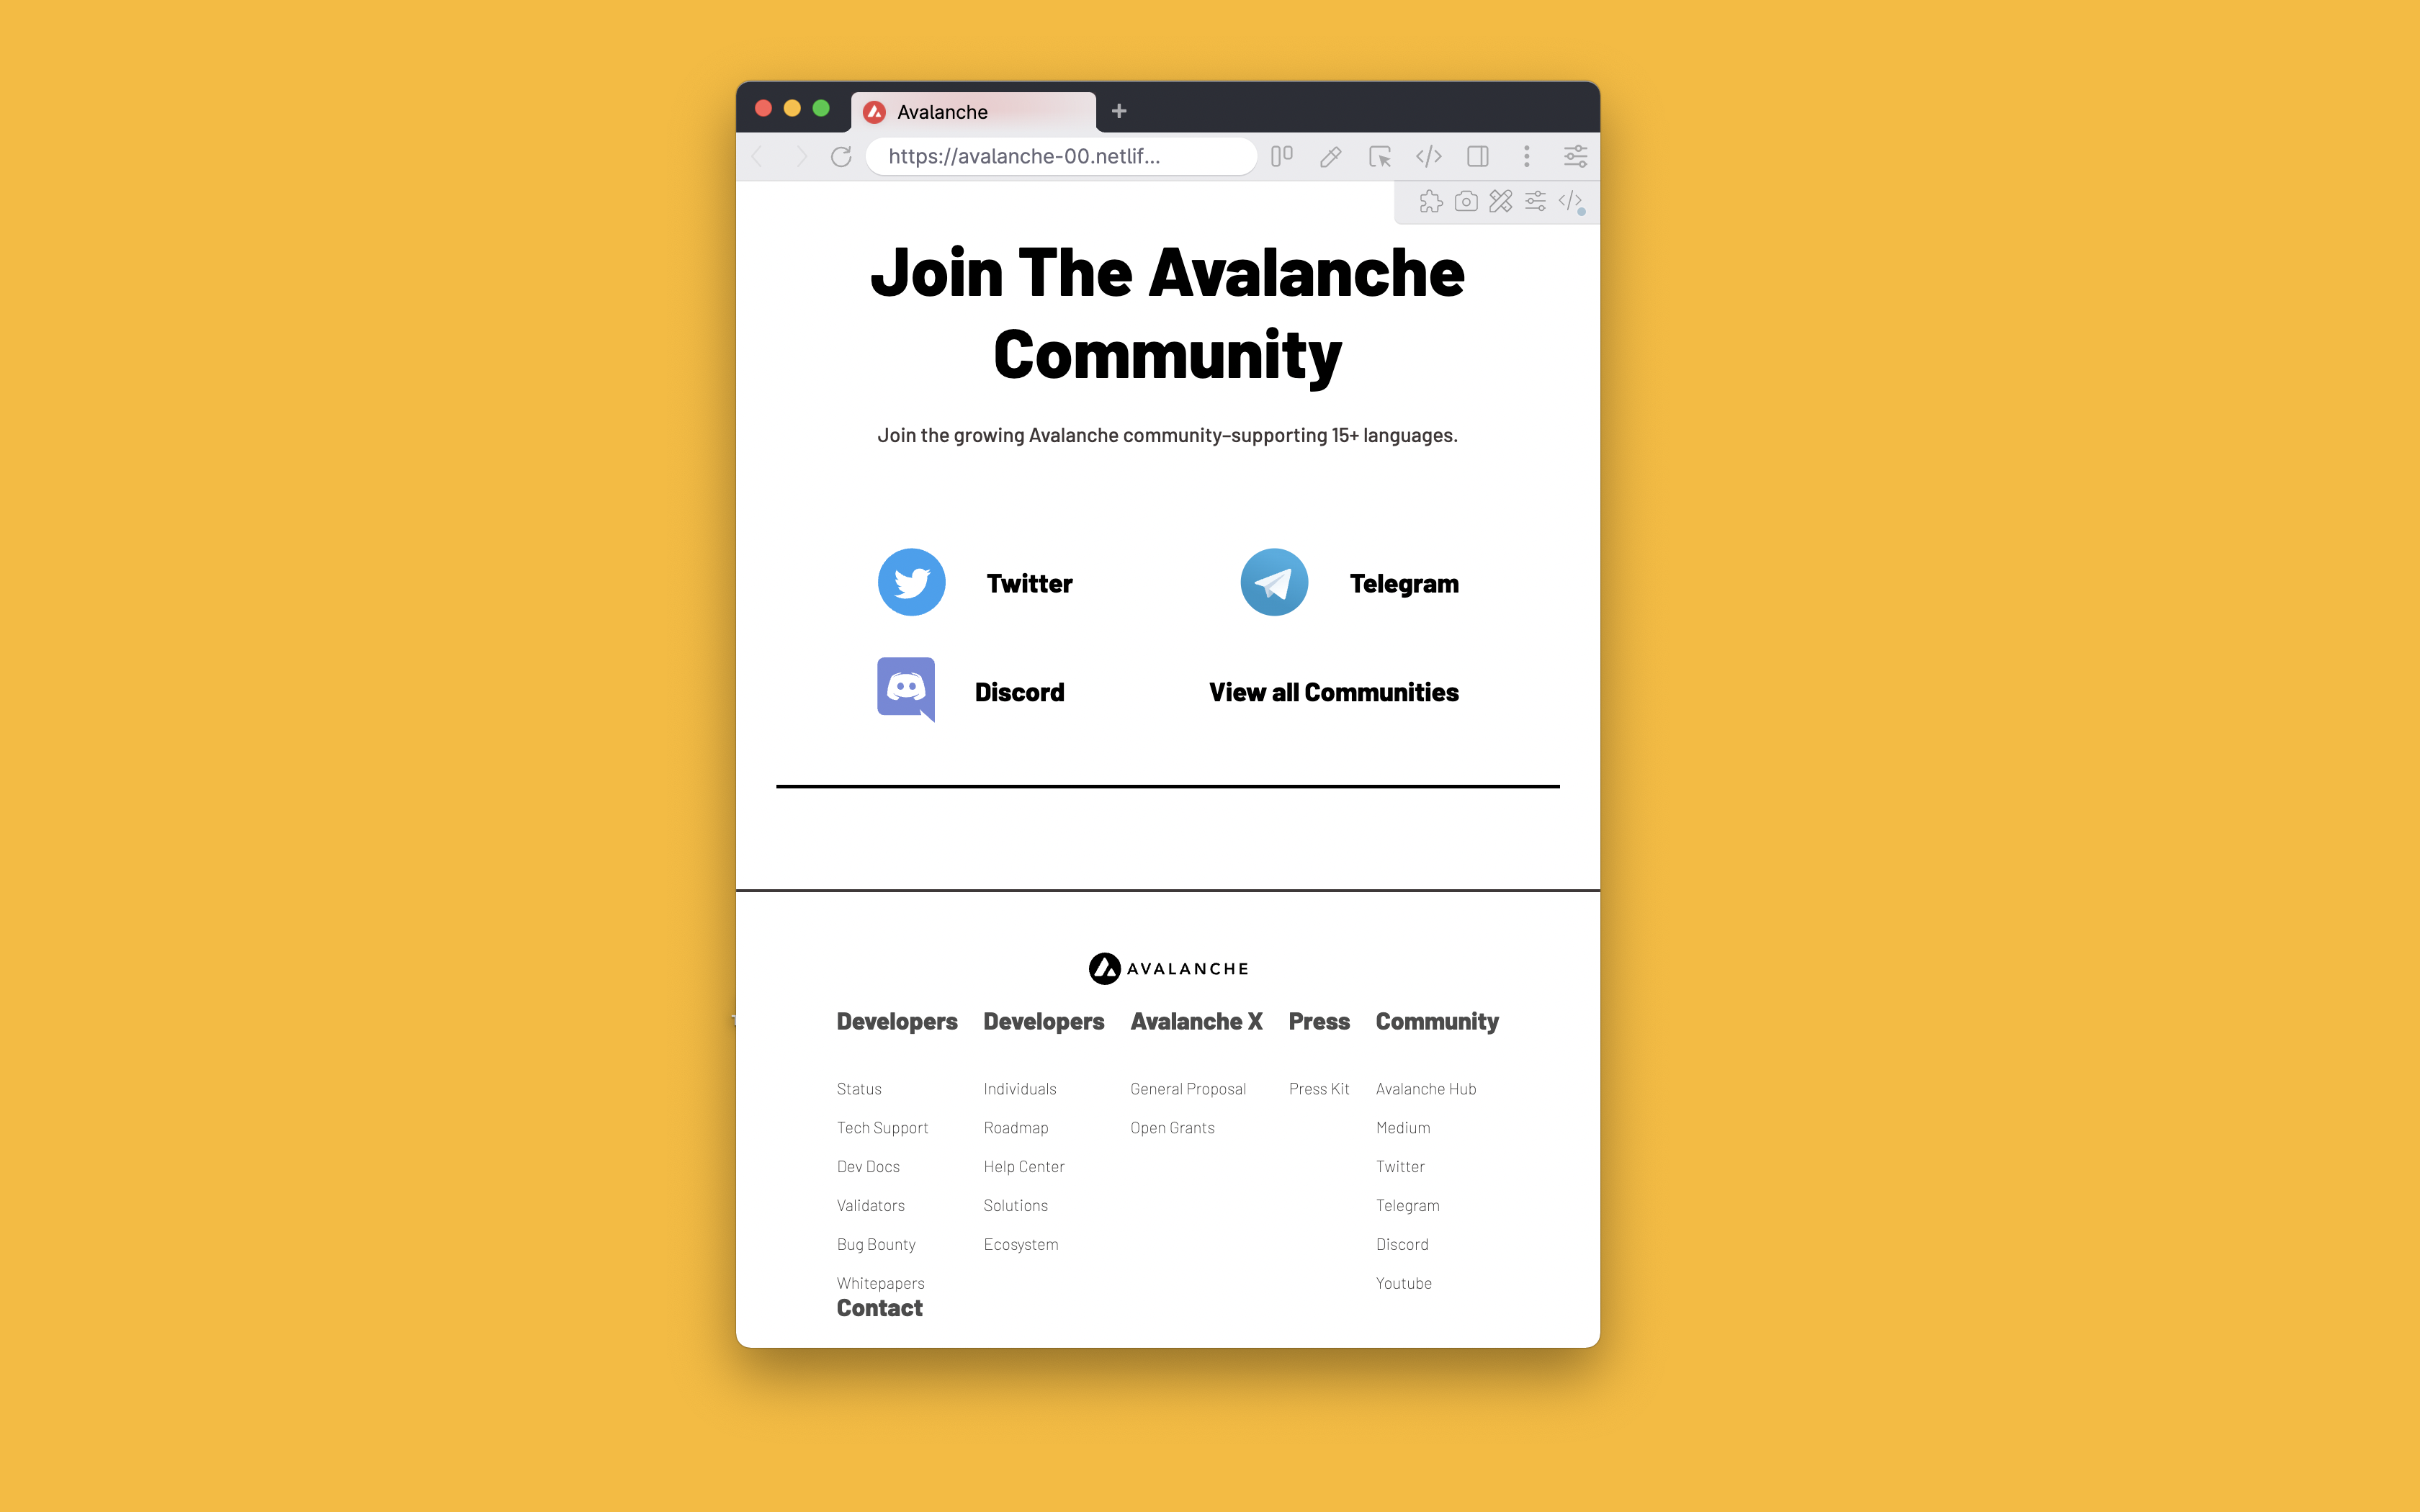 Avalanche
https://avalanche-00.netlif...
Join The Avalanche
Community
Join the growing Avalanche community–supporting 15+ languages.
Twitter
Telegram
Discord
View all Communities
AVALANCHE
Developers
Status
Tech Support
Dev Docs
Validators
Bug Bounty
Whitepapers
Developers
Individuals
Roadmap
Help Center
Solutions
Ecosystem
Avalanche X
General Proposal
Open Grants
Press
Press Kit
Community
Avalanche Hub
Medium
Twitter
Telegram
Discord
Youtube
Contact